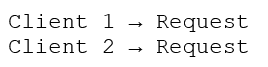 Client 1 → Request
Client 2 → Request